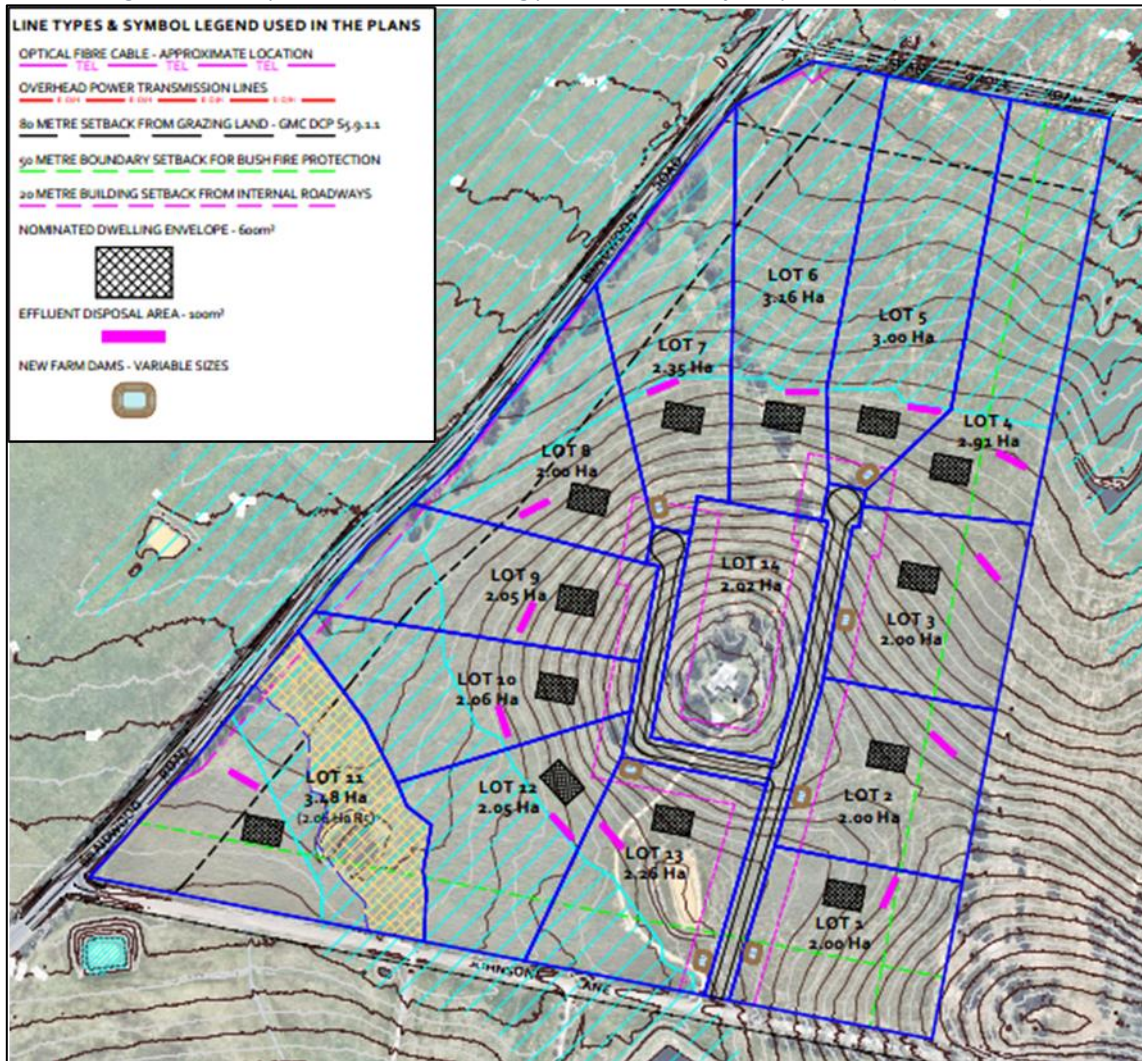 LINE TYPES & SYMBOL LEGEND USED IN THE PLANS
OPTICAL FIBRE CABLE - APPROXIMATE LOCATION
TEL TEL TEL
OVERHEAD POWER TRANSMISSION LINES
80 METRE SETBACK FROM GRAZING LAND - GMC DCP S5.9.1.1
50 METRE BOUNDARY SETBACK FOR BUSH FIRE PROTECTION
20 METRE BUILDING SETBACK FROM INTERNAL ROADWAYS
NOMINATED DWELLING ENVELOPE - 600m²
EFFLUENT DISPOSAL AREA - 200m²
NEW FARM DAMS - VARIABLE SIZES
ROAD
ROAD
LOT 6
3.16 Ha
LOT 5
3.00 Ha
LOT 7
2.35 Ha
LOT 4
2.91 Ha
LOT 8
2.00 Ha
LOT 14
2.02 Ha
LOT 9
2.05 Ha
LOT 3
2.00 Ha
LOT 10
2.06 Ha
LOT 11
3.48 Ha
(2.06 Ha R5)
LOT 12
2.05 Ha
LOT 2
2.00 Ha
LOT 13
2.26 Ha
LOT 1
2.00 Ha
BRAIDWOOD ROAD
JOHNSON LANE